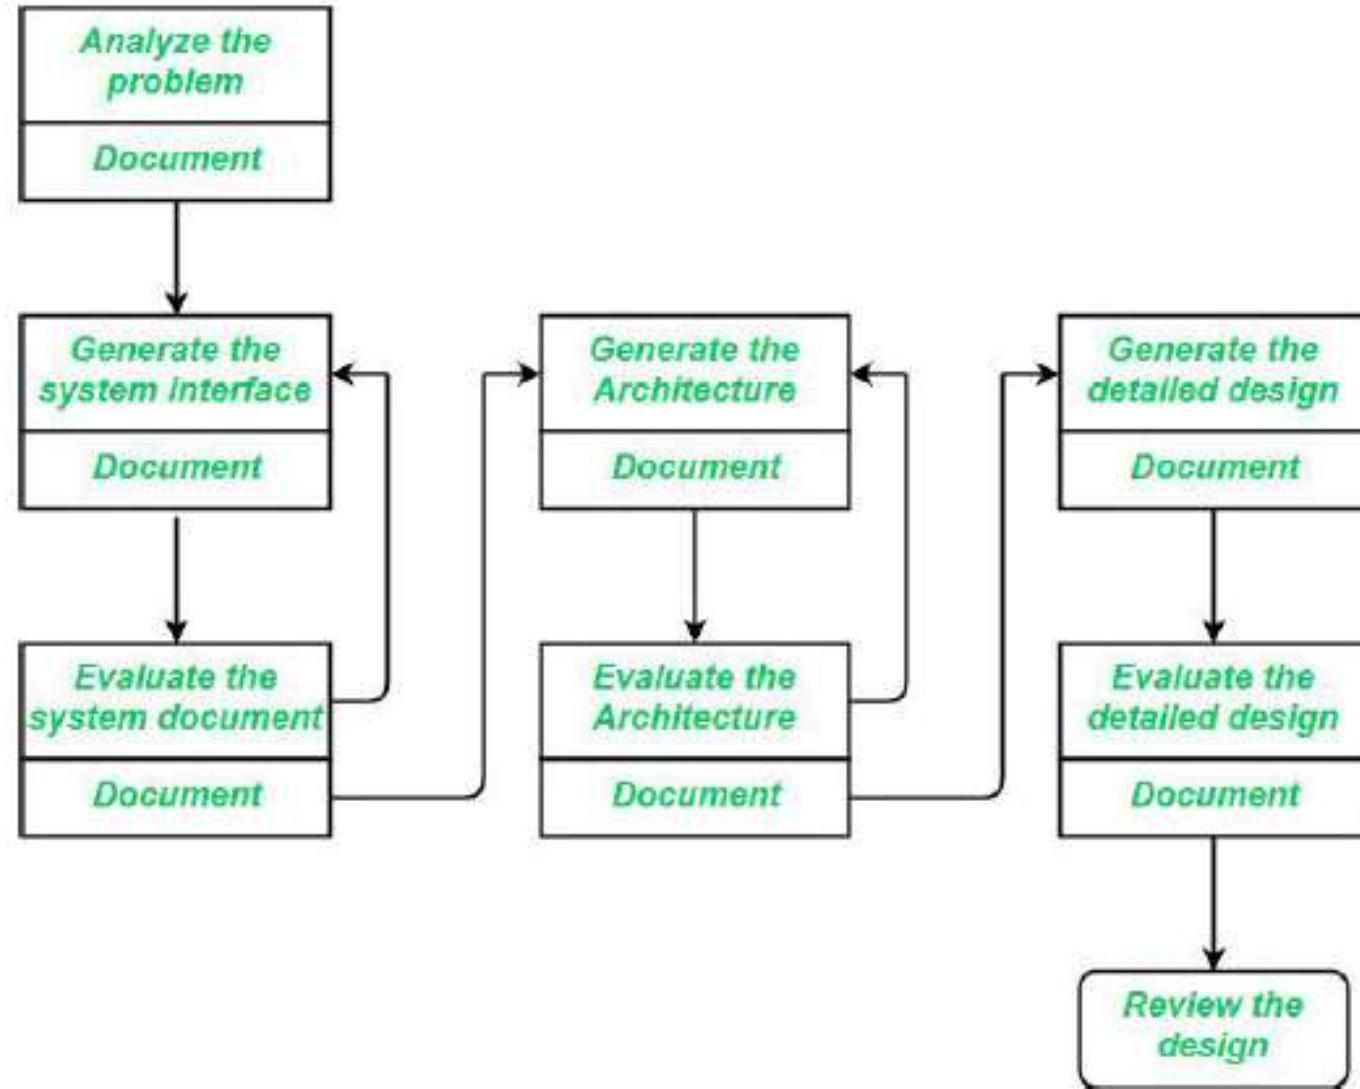 Analyze the
problem
Document
Generate the
system interface
Document
Evaluate the
system document
Document
Generate the
Architecture
Document
Evaluate the
Architecture
Document
Generate the
detailed design
Document
Evaluate the
detailed design
Document
Review the
design